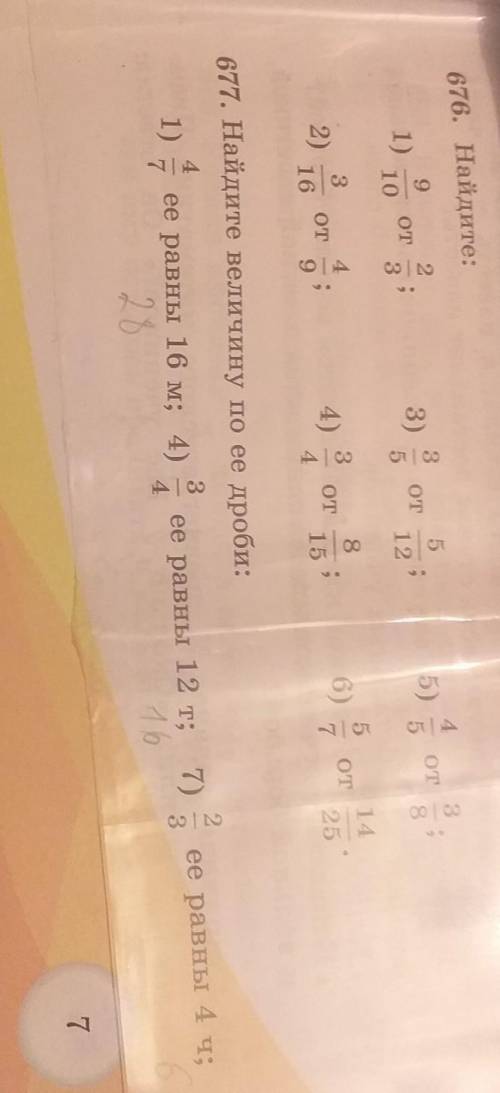 676. Найдите:
1) 9/10 от 2/3; 3) 3/5 от 5/12; 5) 4/5 от 3/8;
2) 3/16 от 4/9; 4) 3/4 от 8/15; 6) 5/7 от 14/25.
677. Найдите величину по ее дроби:
1) 4/7 ее равны 16 м; 4) 3/4 ее равны 12 т; 7) 2/3 ее равны 4 ч;
28 16 6
7